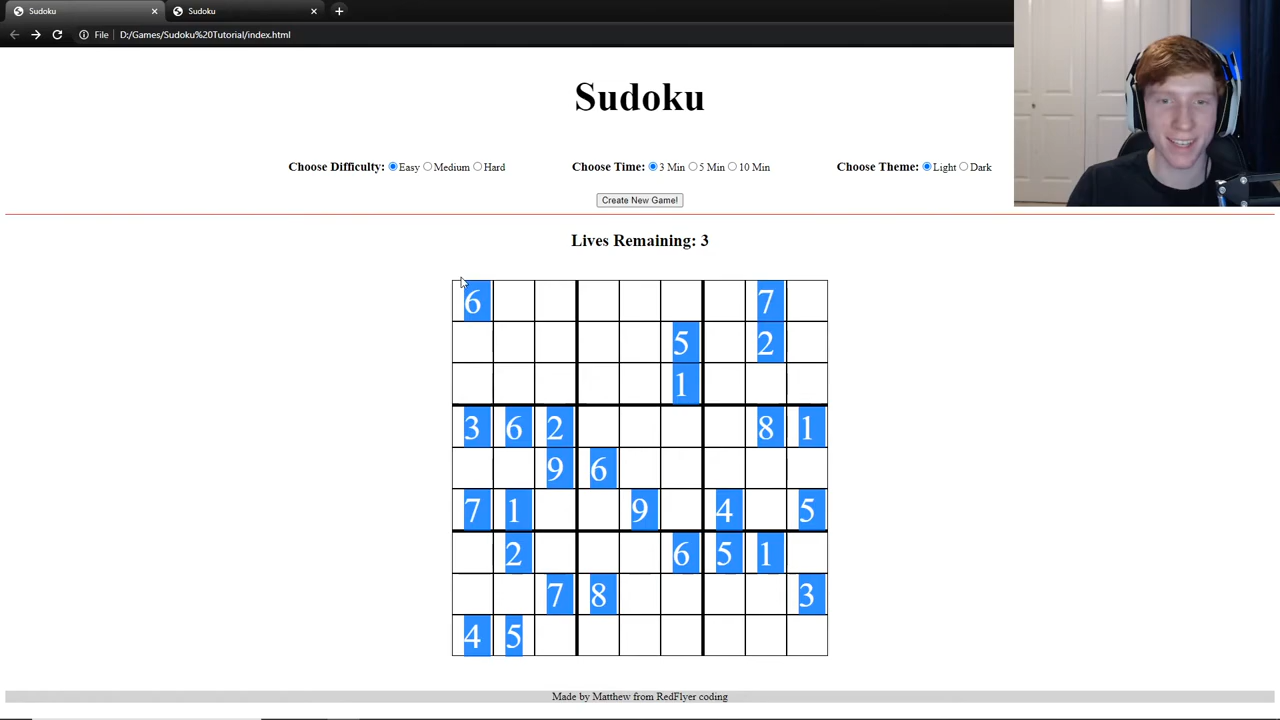 Sudoku
Sudoku
File D:/Games/Sudoku%20Tutorial/index.html
Sudoku
Choose Difficulty: Easy Medium Hard Choose Time: 3 Min 5 Min 10 Min Choose Theme: Light Dark
Create New Game!
Lives Remaining: 3
6 7
5 2
1
3 6 2 8 1
9 6
7 1 9 4 5
2 6 5 1
7 8 3
4 5
Made by Matthew from RedFlyer coding